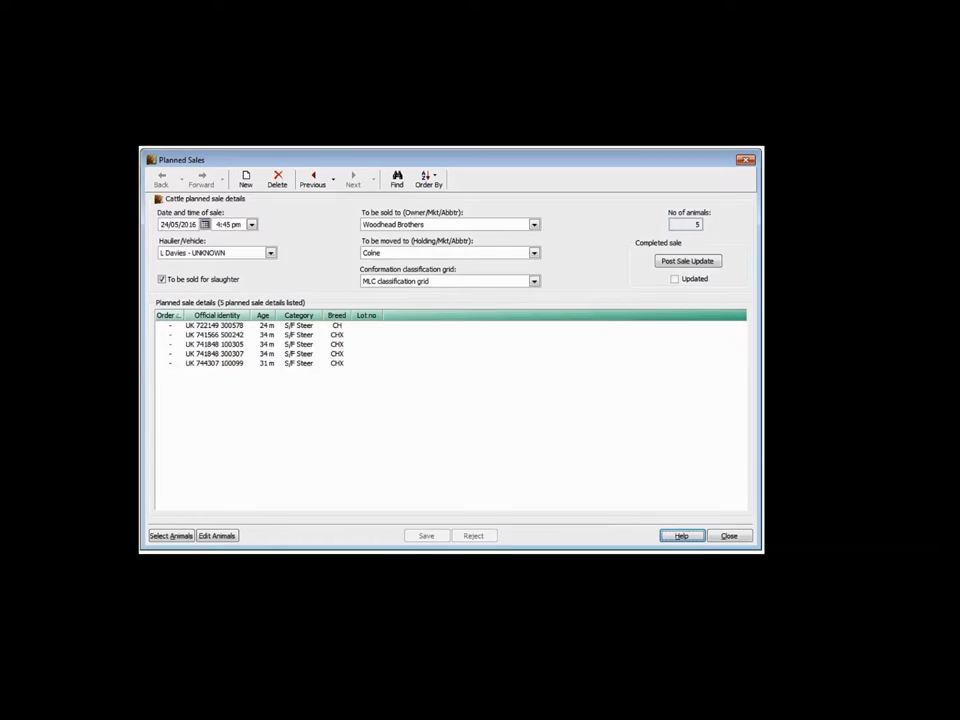 Planned Sales
Back Forward New Delete Previous Next Find Order By
Cattle planned sale details
Date and time of sale: To be sold to (Owner/Mkt/Abbtr): No of animals:
24/05/2016 4:45 pm Woodhead Brothers 5
Haulier/Vehicle: To be moved to (Holding/Mkt/Abbtr): Completed sale
L Davies - UNKNOWN Colne Post Sale Update
Conformation classification grid:
To be sold for slaughter MLC classification grid Updated
Planned sale details (5 planned sale details listed)
Order Official identity Age Category Breed Lot no
- UK 722149 300578 24 m S/F Steer CH
- UK 741566 500242 34 m S/F Steer CHX
- UK 741848 100305 34 m S/F Steer CHX
- UK 741848 300307 34 m S/F Steer CHX
- UK 744307 100099 31 m S/F Steer CHX
Select Animals Edit Animals Save Reject Help Close